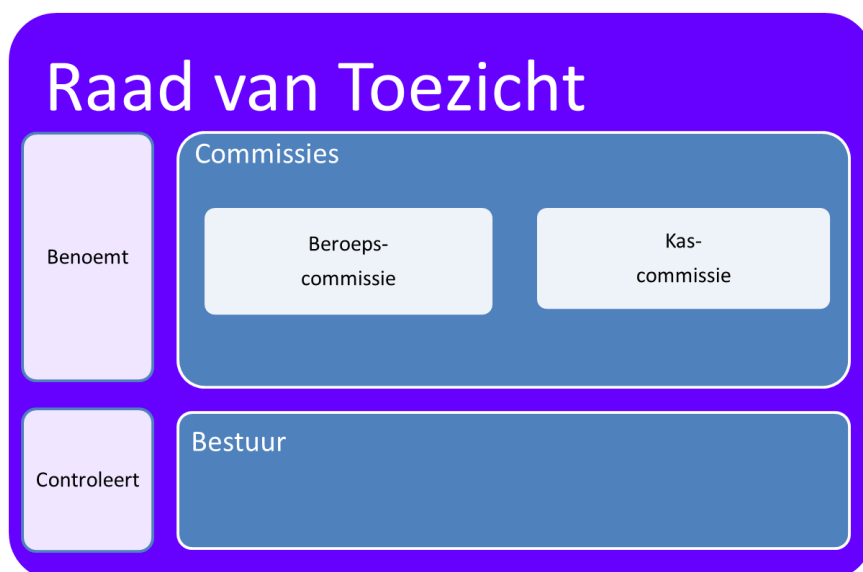 Raad van Toezicht
Benoemt
Commissies
Beroeps-
commissie
Kas-
commissie
Controleert
Bestuur